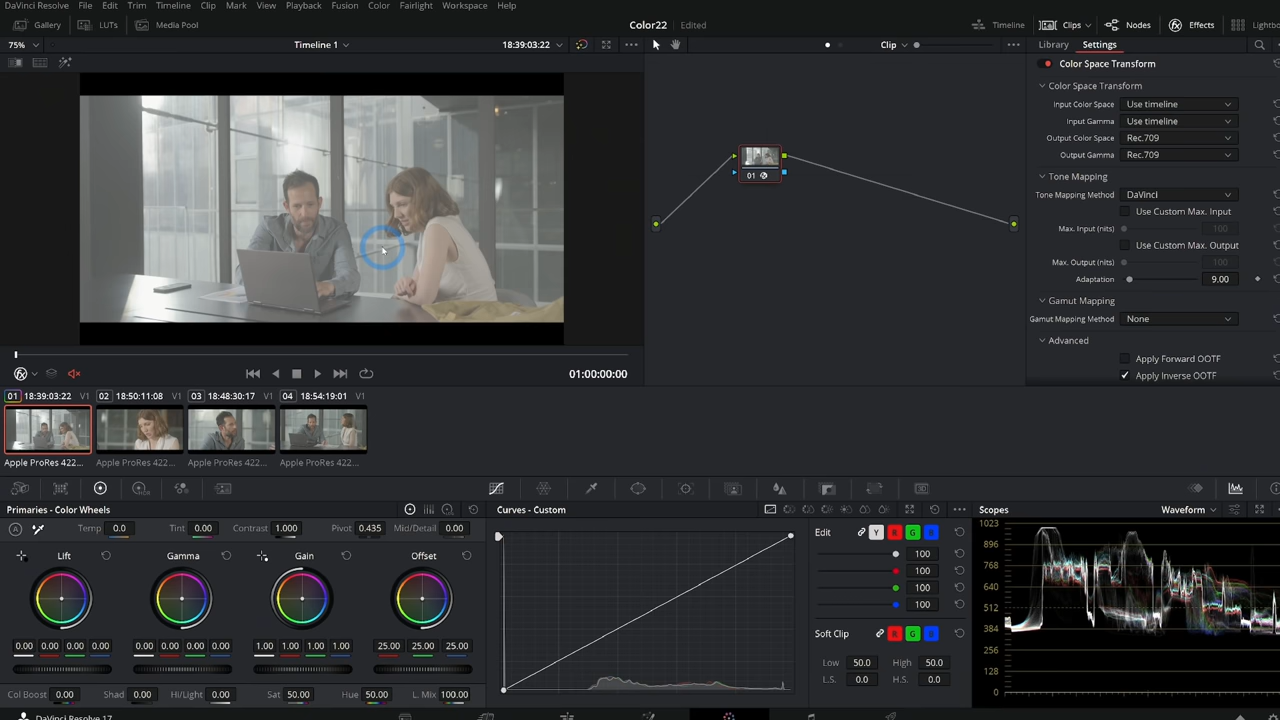 DaVinci Resolve File Edit Trim Timeline Clip Mark View Playback Fusion Color Fairlight Workspace Help
Gallery LUTs Media Pool Color22 Edited Timeline Clips Nodes Effects Lightbo
75% Timeline 1 18:39:03:22 Clip Library Settings
Color Space Transform
Color Space Transform
Input Color Space Use timeline
Input Gamma Use timeline
Output Color Space Rec.709
Output Gamma Rec.709
Tone Mapping
Tone Mapping Method DaVinci
Use Custom Max. Input
Max. Input (nits) 100
Use Custom Max. Output
Max. Output (nits) 100
Adaptation 9.00
Gamut Mapping
Gamut Mapping Method None
Advanced
Apply Forward OOTF
Apply Inverse OOTF
01
01:00:00:00
01 18:39:03:22 V1 02 18:50:11:08 V1 03 18:48:30:17 V1 04 18:54:19:01 V1
Apple ProRes 422... Apple ProRes 422... Apple ProRes 422... Apple ProRes 422...
Primaries - Color Wheels
Temp 0.0 Tint 0.00 Contrast 1.000 Pivot 0.435 Mid/Detail 0.00
Lift Gamma Gain Offset
0.00 0.00 0.00 0.00 0.00 0.00 0.00 0.00 1.00 1.00 1.00 1.00 25.00 25.00 25.00
Col Boost 0.00 Shad 0.00 Hi/Light 0.00 Sat 50.00 Hue 50.00 L. Mix 100.00
Curves - Custom
Edit Y R G B
100
100
100
100
Soft Clip R G B
Low 50.0 High 50.0
L.S. 0.0 H.S. 0.0
Scopes Waveform
1023
896
768
640
512
384
256
128
0
DaVinci Resolve 17